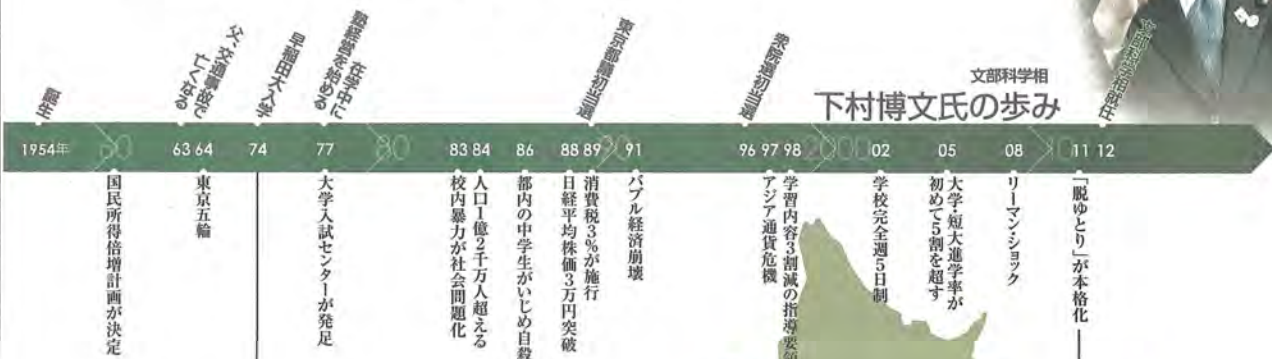 文部科学相
下村博文氏の歩み
誕生
父、交通事故で
亡くなる
早稲田大入学
在学中に
塾経営を始める
東京都議初当選
衆院選初当選
文部科学相就任
1954年
60
63 64
74
77
80
83 84
86
88 89
90
91
96 97 98
2000
02
05
08
10
11 12
国民所得倍増計画が決定
東京五輪
大学入試センターが発足
校内暴力が社会問題化
人口1億2千万人超える
都内の中学生がいじめ自殺
日経平均株価3万円突破
消費税3%が施行
バブル経済崩壊
アジア通貨危機
学習内容3割減の指導要領
学校完全週5日制
大学・短大進学率が
初めて5割を超す
リーマン・ショック
「脱ゆとり」が本格化